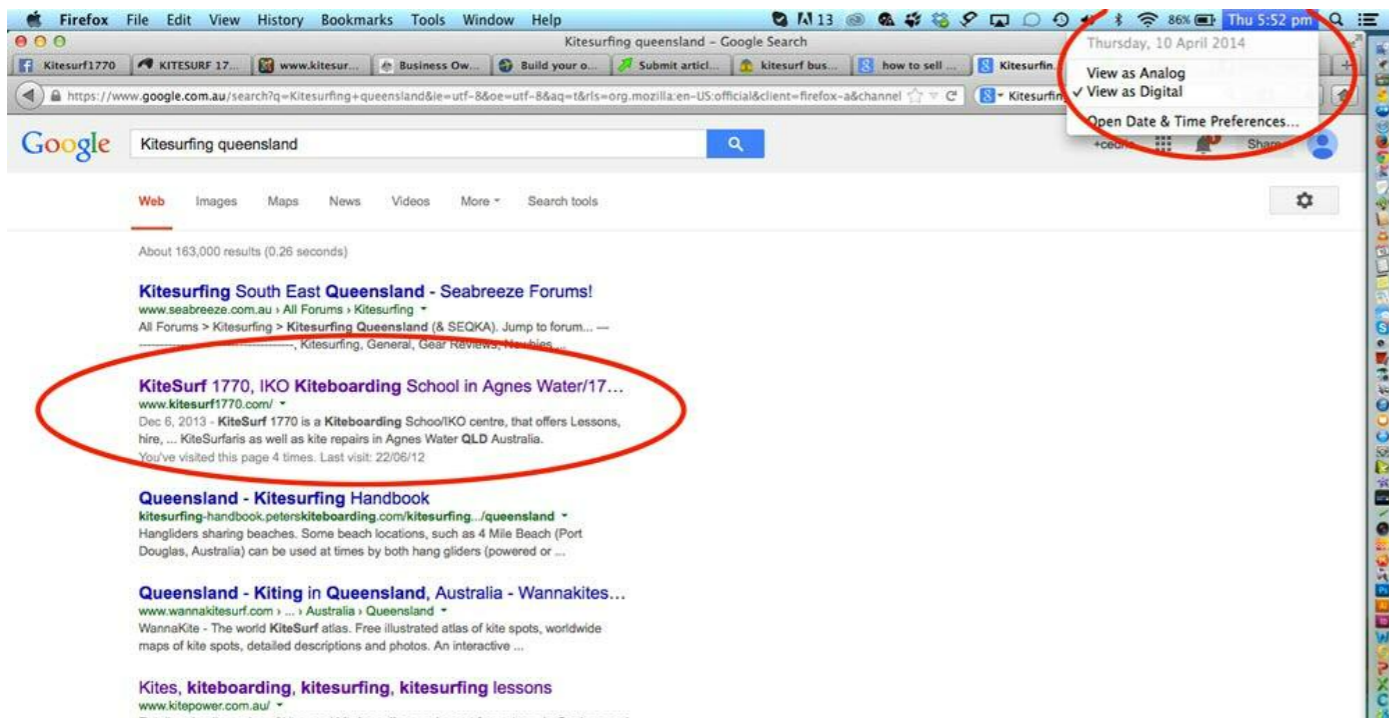 Firefox File Edit View History Bookmarks Tools Window Help 13 86% Thu 5:52 pm
Kitesurfing queensland – Google Search
Thursday, 10 April 2014
Kitesurf1770 KITESURF 17... www.kitesur... Business Ow... Build your o... Submit articl... kitesurf bus... how to sell ... Kitesurfin...
View as Analog
✓ View as Digital
https://www.google.com.au/search?q=Kitesurfing+queensland&ie=utf-8&oe=utf-8&aq=t&rls=org.mozilla:en-US:official&client=firefox-a&channel Kitesurfing
Open Date & Time Preferences...
Google Kitesurfing queensland +cedric Share
Web Images Maps News Videos More Search tools
About 163,000 results (0.26 seconds)
Kitesurfing South East Queensland - Seabreeze Forums!
www.seabreeze.com.au › All Forums › Kitesurfing
All Forums > Kitesurfing > Kitesurfing Queensland (& SEQKA). Jump to forum... ---
-----------------------------------, Kitesurfing, General, Gear Reviews, Newbies ...
KiteSurf 1770, IKO Kiteboarding School in Agnes Water/17...
www.kitesurf1770.com/
Dec 6, 2013 - KiteSurf 1770 is a Kiteboarding School/IKO centre, that offers Lessons,
hire, ... KiteSurfaris as well as kite repairs in Agnes Water QLD Australia.
You've visited this page 4 times. Last visit: 22/06/12
Queensland - Kitesurfing Handbook
kitesurfing-handbook.peterskiteboarding.com/kitesurfing.../queensland
Hangliders sharing beaches. Some beach locations, such as 4 Mile Beach (Port
Douglas, Australia) can be used at times by both hang gliders (powered or ...
Queensland - Kiting in Queensland, Australia - Wannakites...
www.wannakitesurf.com › ... › Australia › Queensland
WannaKite - The world KiteSurf atlas. Free illustrated atlas of kite spots, worldwide
maps of kite spots, detailed descriptions and photos. An interactive ...
Kites, kiteboarding, kitesurfing, kitesurfing lessons
www.kitepower.com.au/